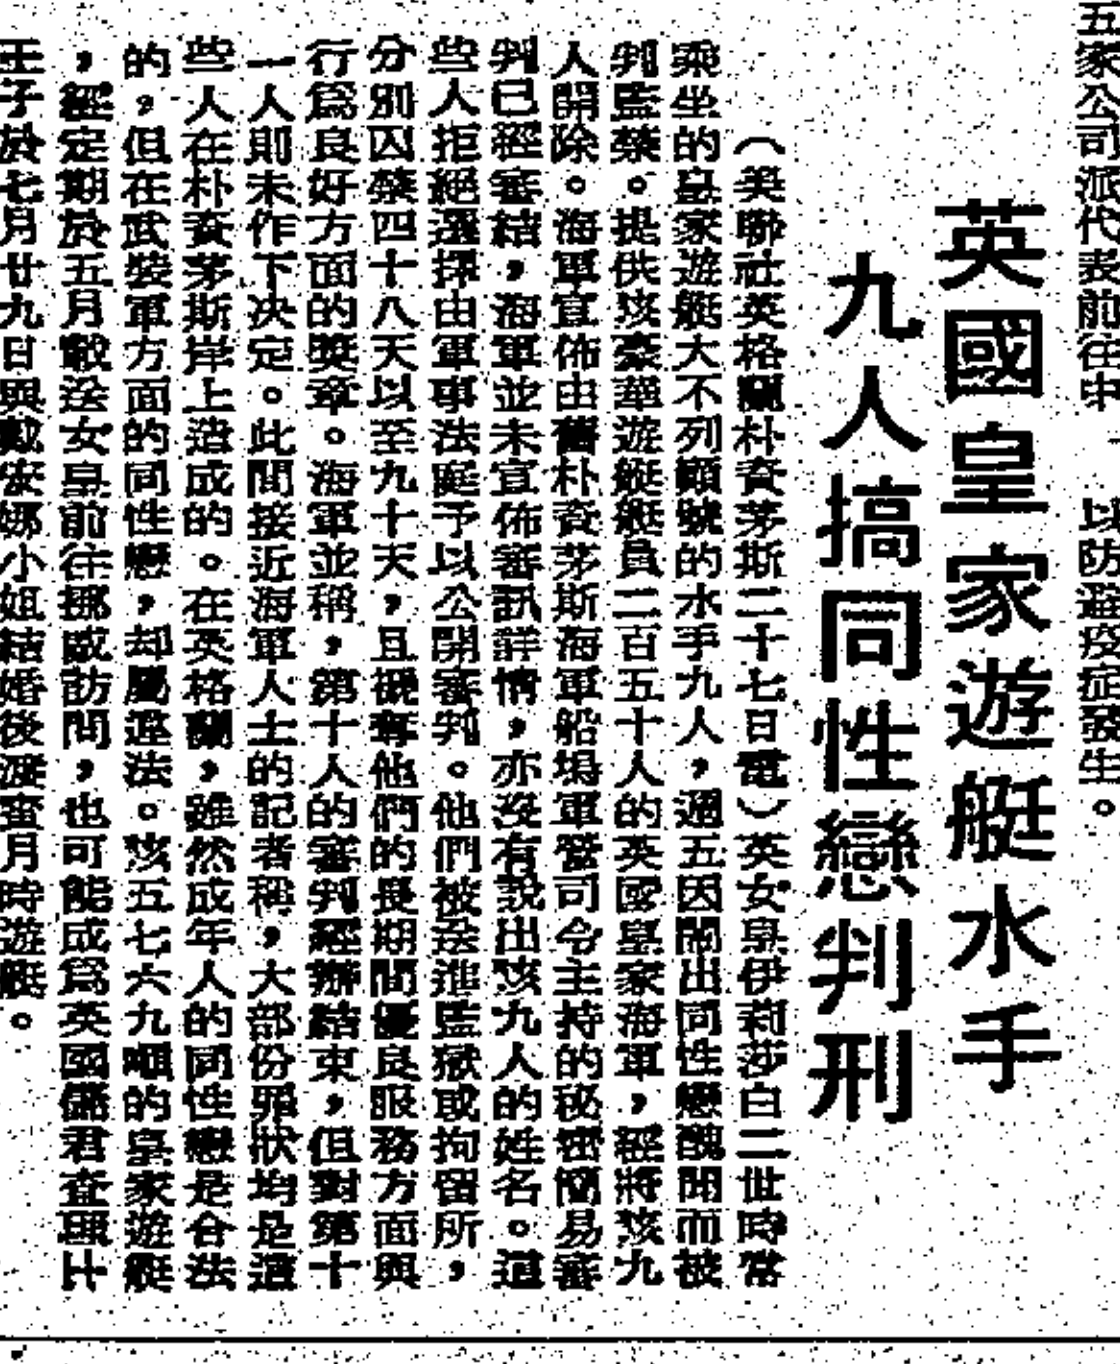 五家公司派代表前往中
以防避疫症發生。
英國皇家遊艇水手
九人搞同性戀判刑
（美聯社英格蘭朴資茅斯二十七日電）英女皇伊莉莎白二世時常
乘坐的皇家遊艇大不列顛號的水手九人，週五因鬧出同性戀醜聞而被
判監禁。提供該豪華遊艇艇員二百五十人的英國皇家海軍，經將該九
人開除。海軍宣佈由舊朴資茅斯海軍船塲軍營司令主持的秘密簡易審
判已經審結，海軍並未宣佈審訊詳情，亦沒有說出該九人的姓名。這
些人拒絕選擇由軍事法庭予以公開審判。他們被送進監獄或拘留所，
分別囚禁四十八天以至九十天，且褫奪他們的長期間優良服務方面與
行爲良好方面的獎章。海軍並稱，第十人的審判經辦結束，但對第十
一人則未作下决定。此間接近海軍人士的記者稱，大部份罪狀均是這
些人在朴資茅斯岸上造成的。在英格蘭，雖然成年人的同性戀是合法
的，但在武裝軍方面的同性戀，却屬違法。該五七六九噸的皇家遊艇
，經定期於五月載送女皇前往挪威訪問，也可能成爲英國儲君查理士
王子於七月廿九日與戴安娜小姐結婚後渡蜜月時遊艇。